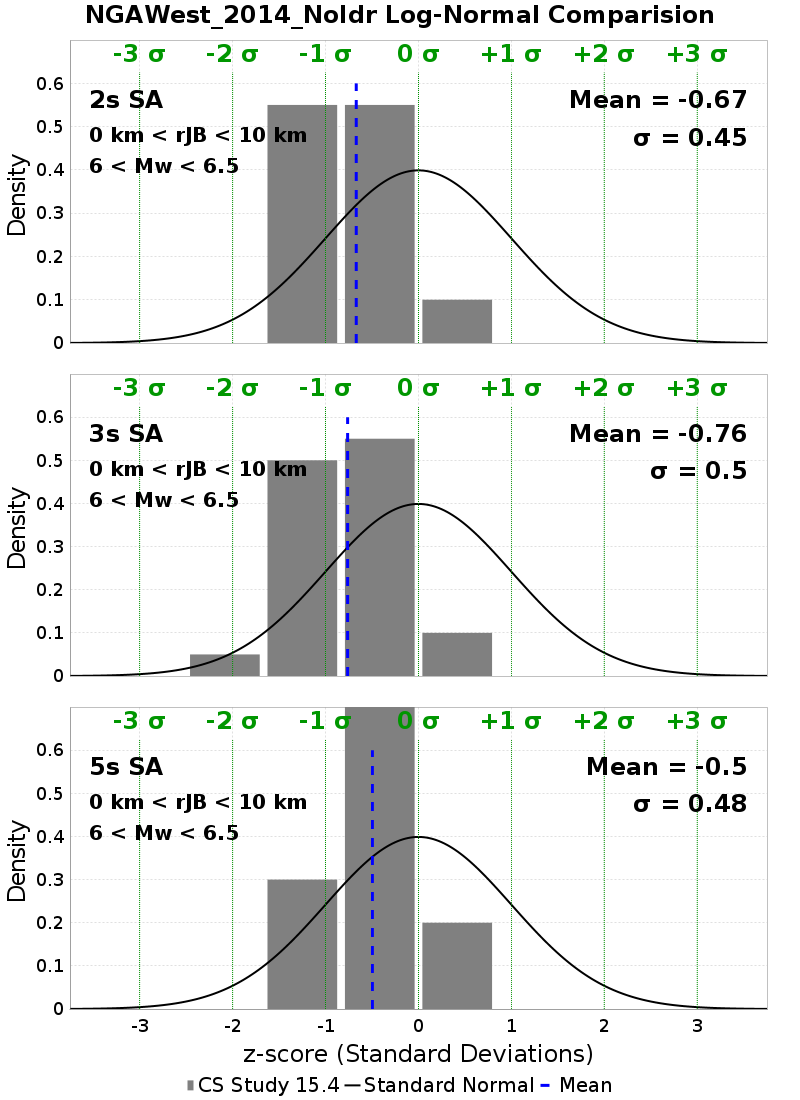 NGAWest_2014_NoIdr Log-Normal Comparision
-3 σ -2 σ -1 σ 0 σ +1 σ +2 σ +3 σ
2s SA Mean = -0.67
0 km < rJB < 10 km σ = 0.45
6 < Mw < 6.5
Density
0.6
0.5
0.4
0.3
0.2
0.1
0
-3 σ -2 σ -1 σ 0 σ +1 σ +2 σ +3 σ
3s SA Mean = -0.76
0 km < rJB < 10 km σ = 0.5
6 < Mw < 6.5
Density
0.6
0.5
0.4
0.3
0.2
0.1
0
-3 σ -2 σ -1 σ 0 σ +1 σ +2 σ +3 σ
5s SA Mean = -0.5
0 km < rJB < 10 km σ = 0.48
6 < Mw < 6.5
Density
0.6
0.5
0.4
0.3
0.2
0.1
0
-3 -2 -1 0 1 2 3
z-score (Standard Deviations)
CS Study 15.4 Standard Normal Mean